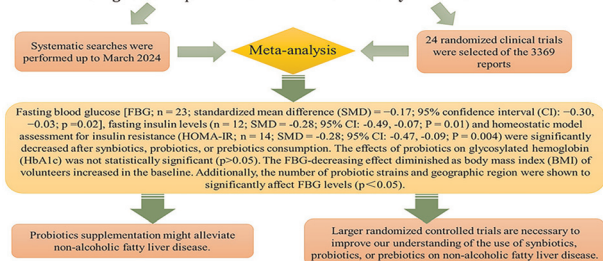 Systematic searches were
performed up to March 2024
Meta-analysis
24 randomized clinical trials
were selected of the 3369
reports
Fasting blood glucose [FBG; n = 23; standardized mean difference (SMD) = −0.17; 95% confidence interval (CI): −0.30,
−0.03; p =0.02], fasting insulin levels (n = 12; SMD = -0.28; 95% CI: -0.49, -0.07; P = 0.01) and homeostatic model
assessment for insulin resistance (HOMA-IR; n = 14; SMD = -0.28; 95% CI: -0.47, -0.09; P = 0.004) were significantly
decreased after synbiotics, probiotics, or prebiotics consumption. The effects of probiotics on glycosylated hemoglobin
(HbA1c) was not statistically significant (p>0.05). The FBG-decreasing effect diminished as body mass index (BMI) of
volunteers increased in the baseline. Additionally, the number of probiotic strains and geographic region were shown to
significantly affect FBG levels (p<0.05).
Probiotics supplementation might alleviate
non-alcoholic fatty liver disease.
Larger randomized controlled trials are necessary to
improve our understanding of the use of synbiotics,
probiotics, or prebiotics on non-alcoholic fatty liver disease.